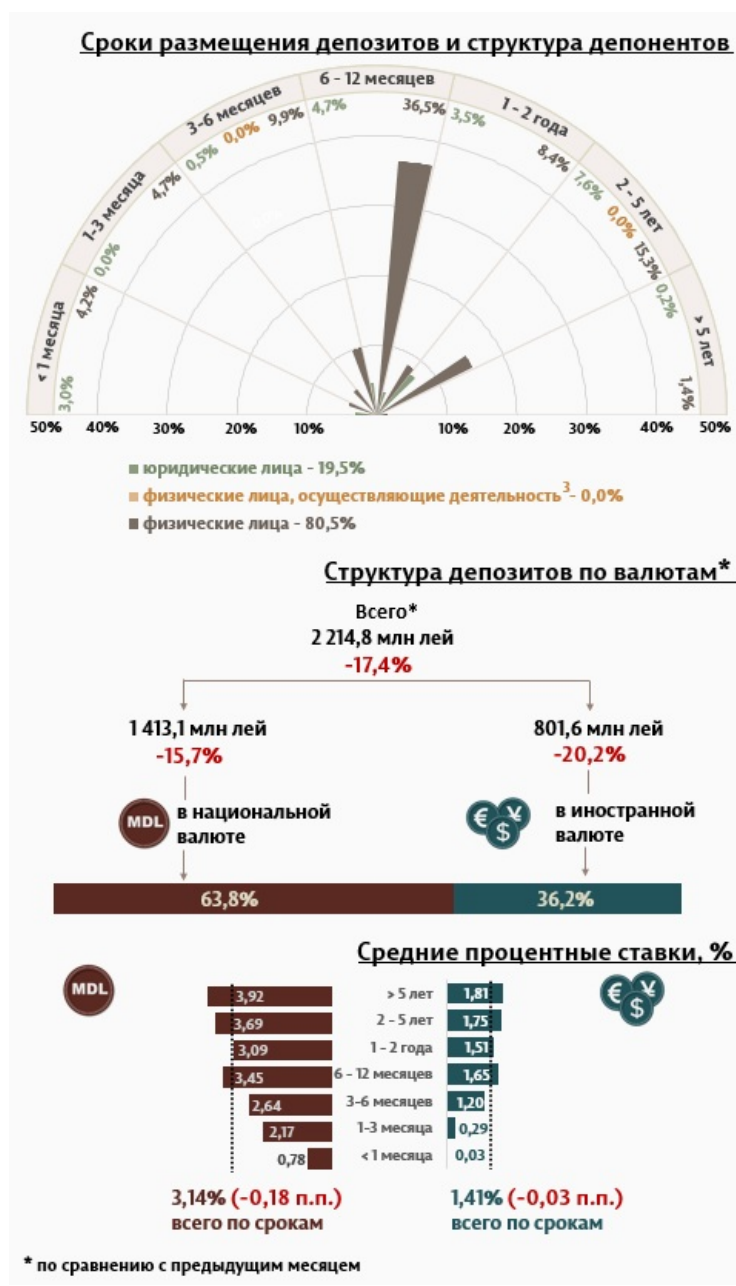 Сроки размещения депозитов и структура депонентов
< 1 месяца
1-3 месяца
3-6 месяцев
6 - 12 месяцев
1 - 2 года
2 - 5 лет
> 5 лет
3,0%
4,2%
0,0%
4,7%
0,5%
0,0%
9,9%
4,7%
36,5%
3,5%
8,4%
7,6%
0,0%
15,3%
0,2%
1,4%
50% 40% 30% 20% 10% 10% 20% 30% 40% 50%
юридические лица - 19,5%
физические лица, осуществляющие деятельность3- 0,0%
физические лица - 80,5%
Структура депозитов по валютам*
Всего*
2 214,8 млн лей
-17,4%
1 413,1 млн лей
-15,7%
801,6 млн лей
-20,2%
MDL
в национальной
валюте
€ ¥ $
в иностранной
валюте
63,8% 36,2%
Средние процентные ставки, %
MDL
€ ¥ $
3,92 > 5 лет 1,81
3,69 2 - 5 лет 1,75
3,09 1 - 2 года 1,51
3,45 6 - 12 месяцев 1,65
2,64 3-6 месяцев 1,20
2,17 1-3 месяца 0,29
0,78 < 1 месяца 0,03
3,14% (-0,18 п.п.)
всего по срокам
1,41% (-0,03 п.п.)
всего по срокам
* по сравнению с предыдущим месяцем